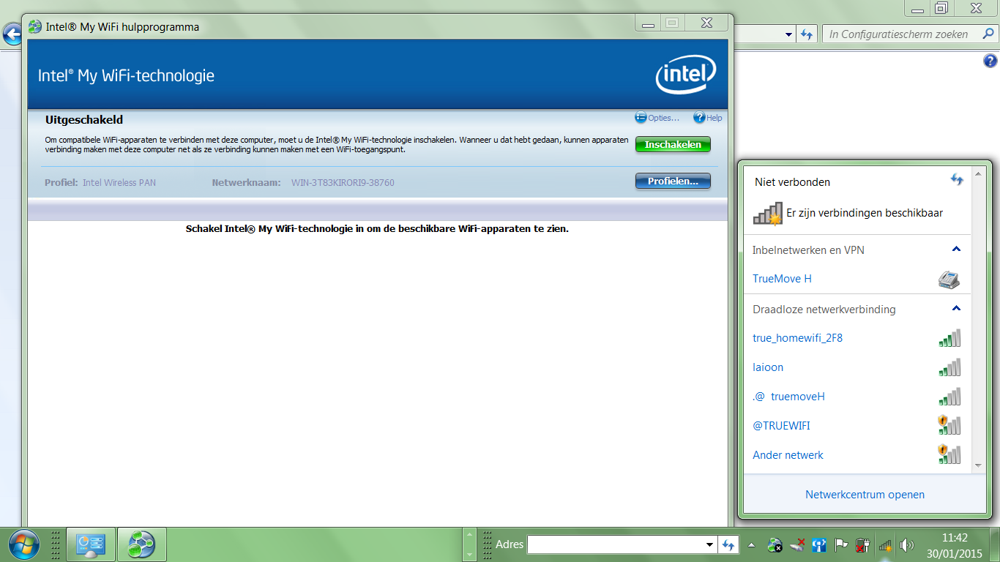 Intel® My WiFi hulpprogramma
In Configuratiescherm zoeken
Intel® My WiFi-technologie
intel
Uitgeschakeld
Opties...
Help
Om compatibele WiFi-apparaten te verbinden met deze computer, moet u de Intel® My WiFi-technologie inschakelen. Wanneer u dat hebt gedaan, kunnen apparaten
verbinding maken met deze computer net als ze verbinding kunnen maken met een WiFi-toegangspunt.
Inschakelen
Profiel: Intel Wireless PAN
Netwerknaam: WIN-3T83KIRORI9-38760
Profielen...
Schakel Intel® My WiFi-technologie in om de beschikbare WiFi-apparaten te zien.
Niet verbonden
Er zijn verbindingen beschikbaar
Inbelnetwerken en VPN
TrueMove H
Draadloze netwerkverbinding
true_homewifi_2F8
laioon
.@ truemoveH
@TRUEWIFI
Ander netwerk
Netwerkcentrum openen
Adres
11:42
30/01/2015